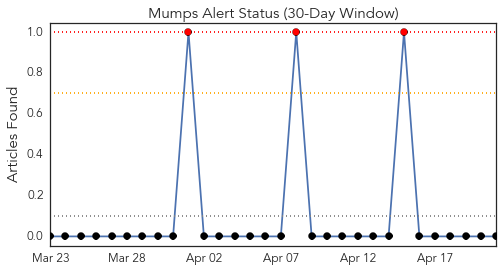 Mumps Alert Status (30-Day Window)
Articles Found
1.0
0.8
0.6
0.4
0.2
0.0
Mar 23 Mar 28 Apr 02 Apr 07 Apr 12 Apr 17